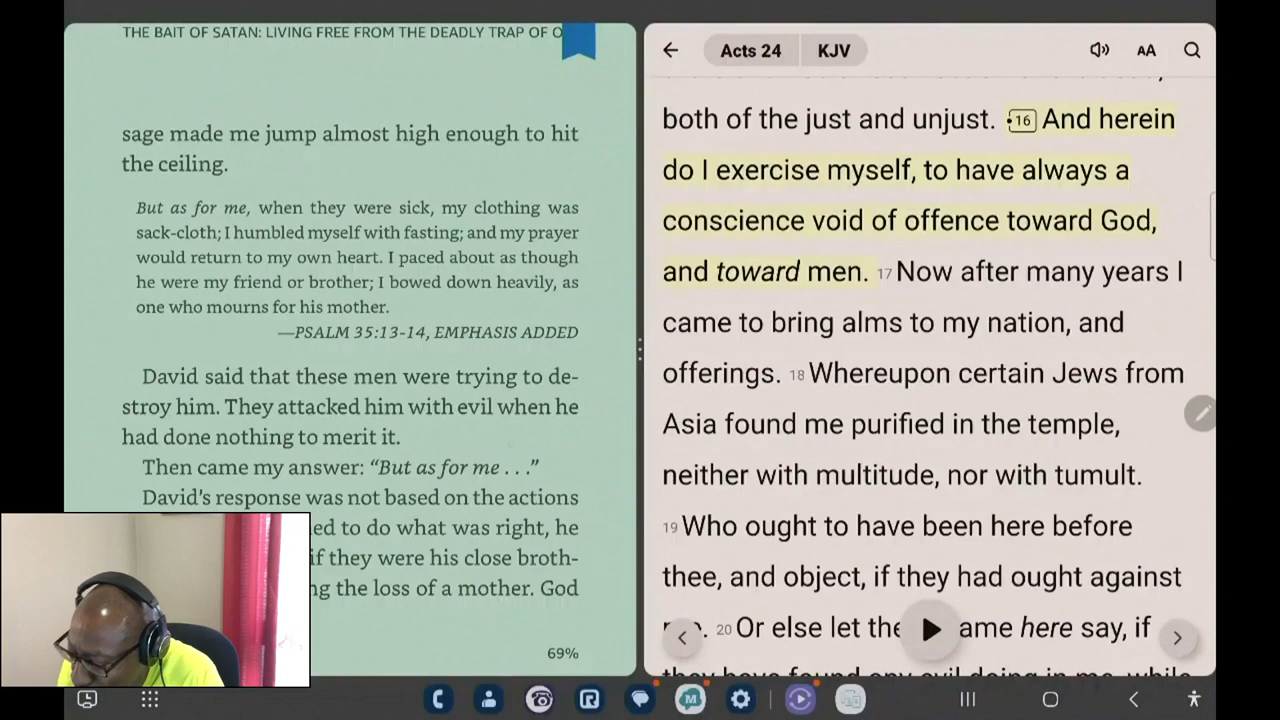 THE BAIT OF SATAN: LIVING FREE FROM THE DEADLY TRAP OF O
sage made me jump almost high enough to hit
the ceiling.
But as for me, when they were sick, my clothing was
sack-cloth; I humbled myself with fasting; and my prayer
would return to my own heart. I paced about as though
he were my friend or brother; I bowed down heavily, as
one who mourns for his mother.
—PSALM 35:13-14, EMPHASIS ADDED
David said that these men were trying to de-
stroy him. They attacked him with evil when he
had done nothing to merit it.
Then came my answer: “But as for me . . .”
David’s response was not based on the actions
ed to do what was right, he
if they were his close broth-
ng the loss of a mother. God
69%
Acts 24 KJV
AA
both of the just and unjust. 16 And herein
do I exercise myself, to have always a
conscience void of offence toward God,
and toward men. 17 Now after many years I
came to bring alms to my nation, and
offerings. 18 Whereupon certain Jews from
Asia found me purified in the temple,
neither with multitude, nor with tumult.
19 Who ought to have been here before
thee, and object, if they had ought against
20 Or else let the ame here say, if
they have found any evil doing in me, while